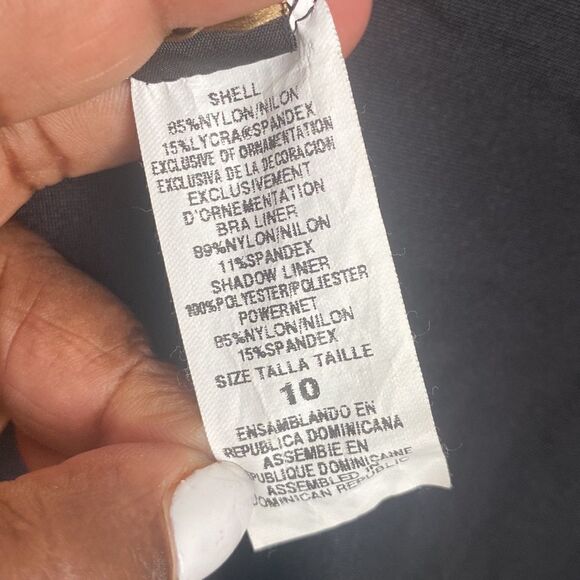 SHELL
85%NYLON/NILON
15%LYCRA®SPANDEX
EXCLUSIVE OF ORNAMENTATION
EXCLUSIVA DE LA DECORACION
EXCLUSIVEMENT
D'ORNEMENTATION
BRA LINER
89%NYLON/NILON
11%SPANDEX
SHADOW LINER
100%POLYESTER/POLIESTER
POWERNET
85%NYLON/NILON
15%SPANDEX
SIZE TALLA TAILLE
10
ENSAMBLANDO EN
REPUBLICA DOMINICANA
ASSEMBLE EN
PUBLIQUE DOMINICAINE
ASSEMBLED
DOMINICAN REPUBLIC